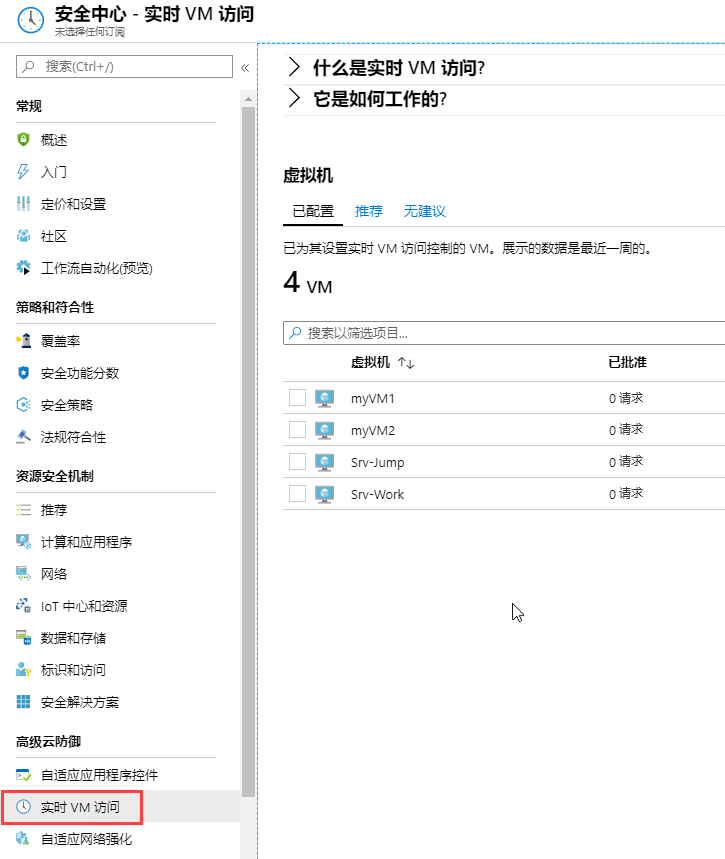 安全中心 - 实时 VM 访问
未选择任何订阅
搜索(Ctrl+/)
«
常规
概述
入门
定价和设置
社区
工作流自动化(预览)
策略和符合性
覆盖率
安全功能分数
安全策略
法规符合性
资源安全机制
推荐
计算和应用程序
网络
IoT 中心和资源
数据和存储
标识和访问
安全解决方案
高级云防御
自适应应用程序控件
实时 VM 访问
自适应网络强化
什么是实时 VM 访问?
它是如何工作的?
虚拟机
已配置 推荐 无建议
已为其设置实时 VM 访问控制的 VM。展示的数据是最近一周的。
4 VM
搜索以筛选项目...
虚拟机 ↑↓ 已批准
myVM1 0 请求
myVM2 0 请求
Srv-Jump 0 请求
Srv-Work 0 请求